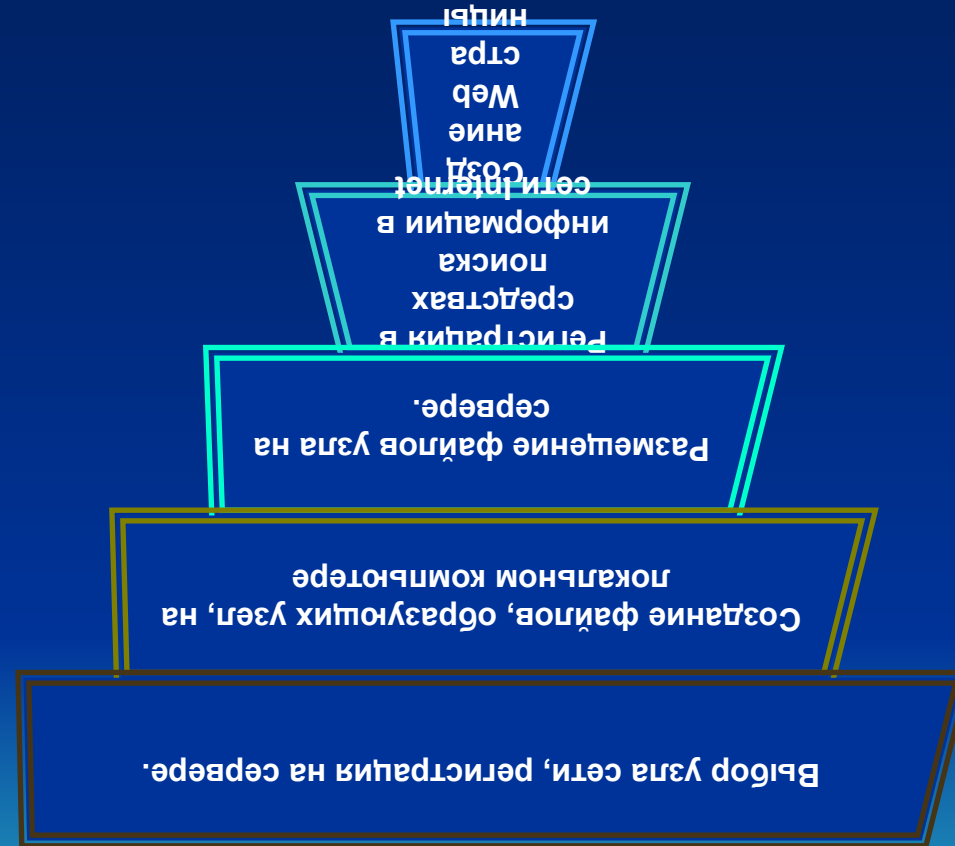 Выбор узла сети, регистрация на сервере.
Создание файлов, образующих узел, на
локальном компьютере
Размещение файлов узла на
сервере.
Регистрация в
средствах
поиска
информации в
сети Internet
Созд
ание
Web
стра
ницы